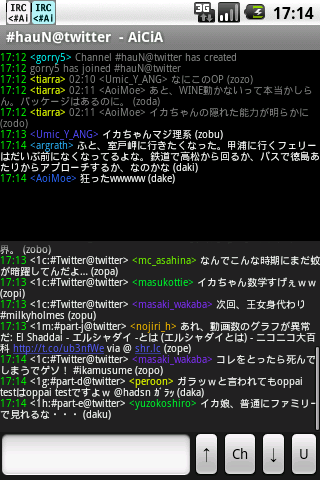 IRC IRC
<#Ai <#Ai
3G 17:14
#hauN@twitter - AiCiA
17:12 <gorry5> Channel #hauN@twitter has created
17:12 gorry5 has joined #hauN@twitter
17:12 <tiarra> 02:10 <Umic_Y_ANG> なにこのOP (zozo)
17:12 <tiarra> 02:11 <AoiMoe> あと、WINE動かないって本当かしら
ん。パッケージはあるのに。 (zoda)
17:12 <tiarra> 02:11 <AoiMoe> イカちゃんの隠れた能力が明らかに
(zodo)
17:13 <Umic_Y_ANG> イカちゃんマジ理系 (zobu)
17:14 <argrath> ふと、室戸岬に行きたくなった。甲浦に行くフェリー
はだいぶ前になくなってるよな。鉄道で高松から回るか、バスで徳島あ
たりからアプローチするか、なのかな (daki)
17:14 <AoiMoe> 狂ったwwwww (dake)
界。 (zobo)
17:13 <1c:#Twitter@twitter> <mc_asahina> なんでこんな時期にまだ蚊
が暗躍してんだよ... (zopa)
17:13 <1c:#Twitter@twitter> <masukottie> イカちゃん数学すげぇｗｗ
(zopi)
17:13 <1c:#Twitter@twitter> <masaki_wakaba> 次回、王女身代わり
#milkyholmes (zopu)
17:13 <1m:#part-j@twitter> <nojiri_h> あれ、動画数のグラフが異常
だ: El Shaddai - エルシャダイ -とは (エルシャダイとは) - ニコニコ大百
科 http://t.co/ub3nfWe via @ shr.lc (zope)
17:14 <1c:#Twitter@twitter> <masaki_wakaba> コレをとったら死んで
しまうでゲソ！ #ikamusume (zopo)
17:14 <1g:#part-d@twitter> <peroon> ガラッｗと言われてもoppai
testはoppai testですよｗ @hadsn ｶﾞﾗｯ (daka)
17:14 <1h:#part-e@twitter> <yuzokoshiro> イカ娘、普通にファミリー
で見れるな・・・ (daku)
↑ Ch ↓ U